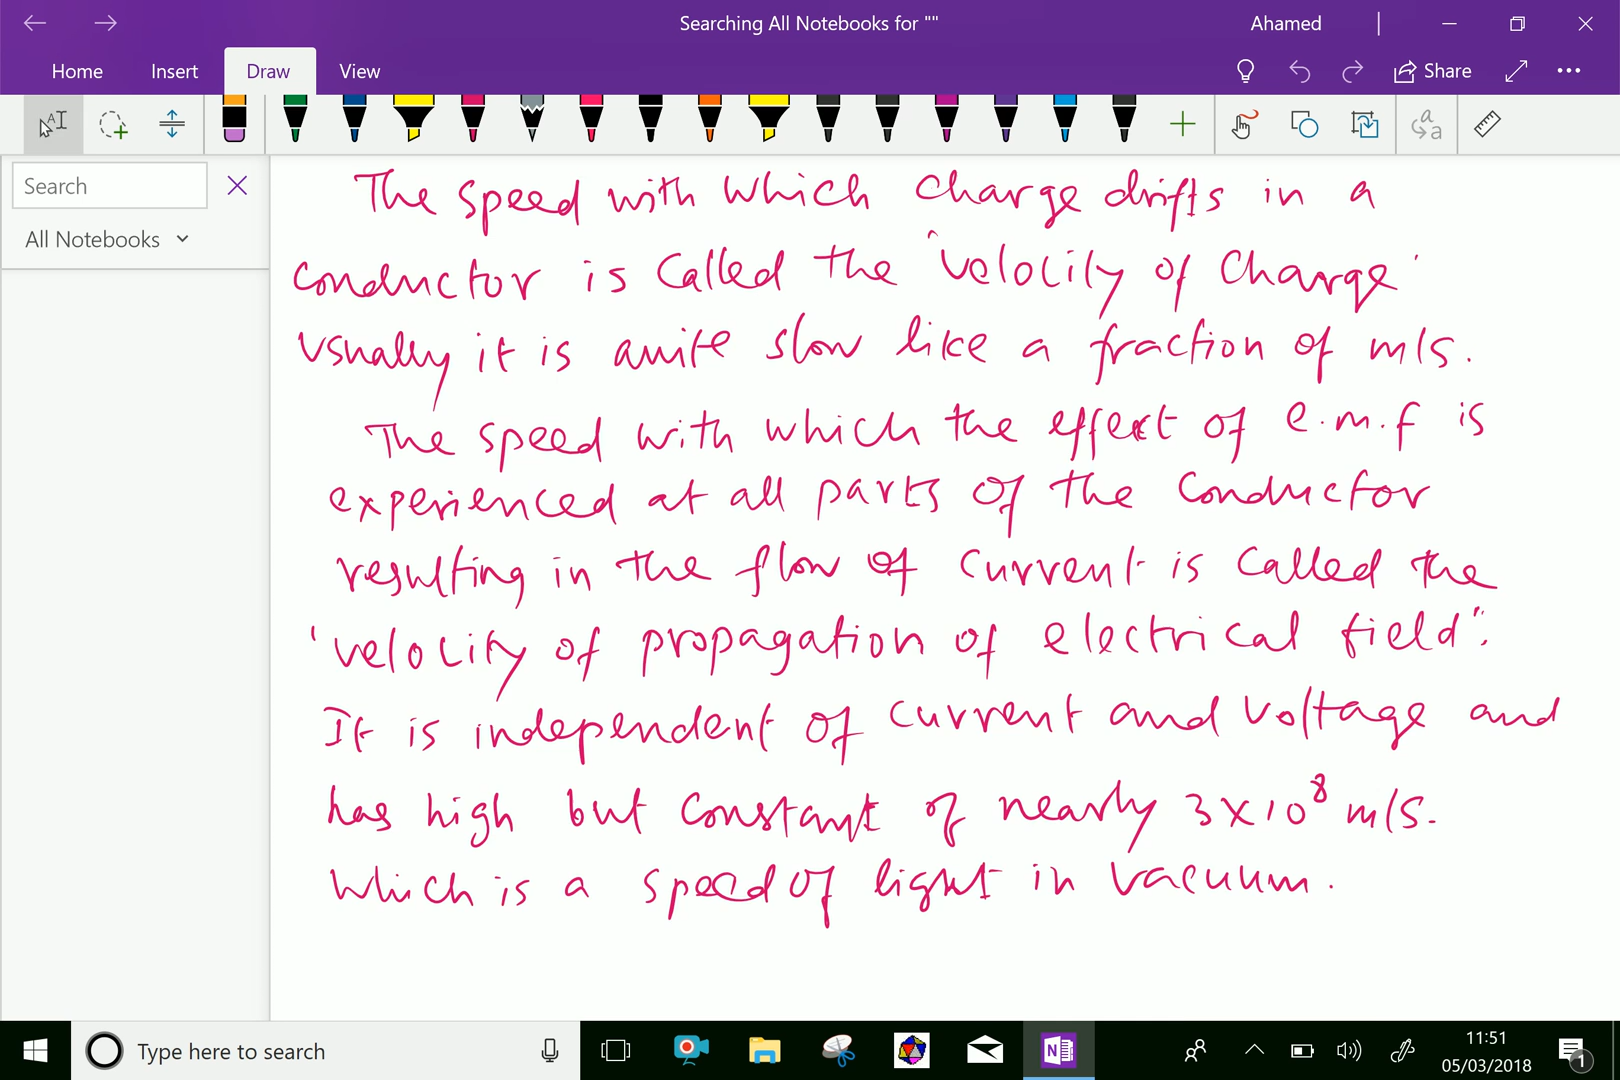 Searching All Notebooks for ""
Ahamed
Home Insert Draw View
Share
Search
All Notebooks
The speed with which charge drifts in a
conductor is called the 'velocity of charge'
usually it is quite slow like a fraction of m/s.
The speed with which the effect of e.m.f is
experienced at all parts of the conductor
resulting in the flow of current is called the
'velocity of propagation of electrical field".
It is independent of current and voltage and
has high but constant of nearly 3×10⁸ m/s.
Which is a speed of light in vacuum.
Type here to search
11:51
05/03/2018
1